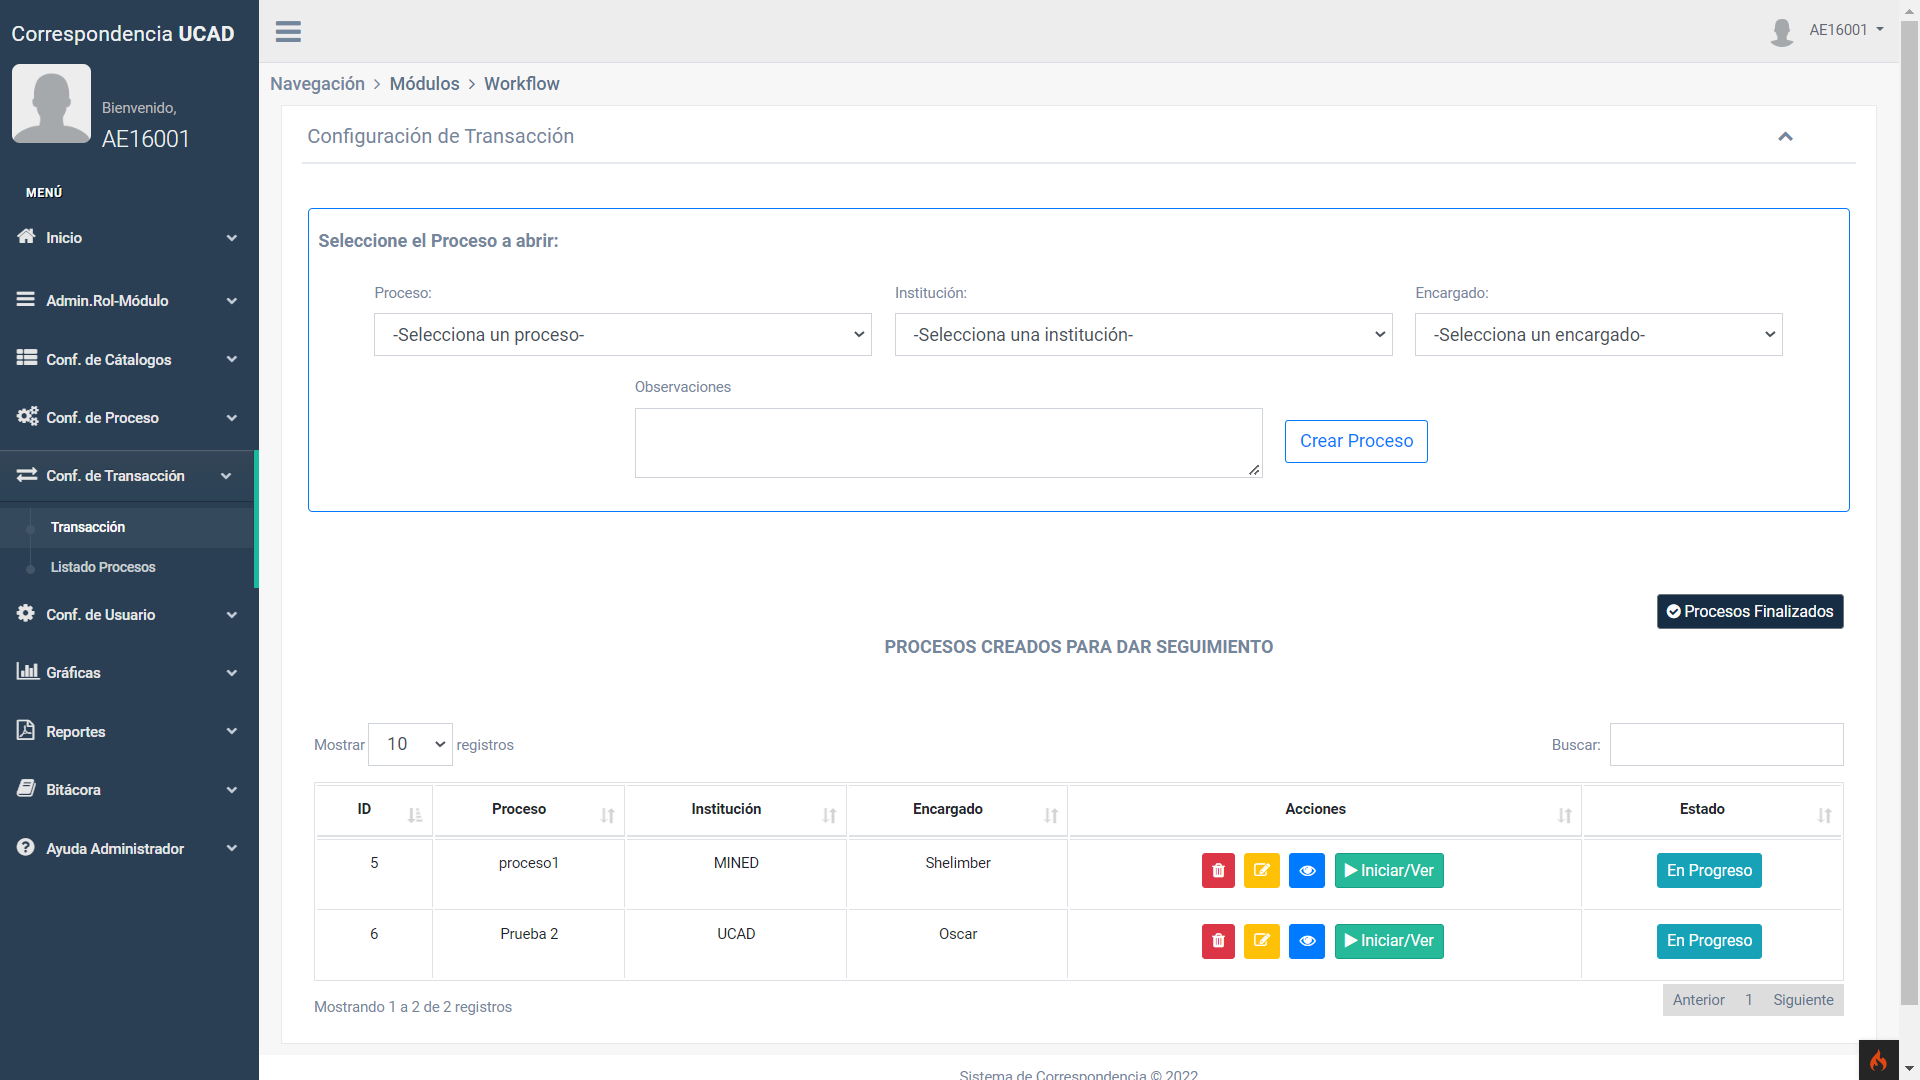 Correspondencia UCAD
Bienvenido,
AE16001
MENÚ
Inicio
Admin.Rol-Módulo
Conf. de Cátalogos
Conf. de Proceso
Conf. de Transacción
Transacción
Listado Procesos
Conf. de Usuario
Gráficas
Reportes
Bitácora
Ayuda Administrador
AE16001
Navegación > Módulos > Workflow
Configuración de Transacción
Seleccione el Proceso a abrir:
Proceso: Institución: Encargado:
-Selecciona un proceso- -Selecciona una institución- -Selecciona un encargado-
Observaciones
Crear Proceso
Procesos Finalizados
PROCESOS CREADOS PARA DAR SEGUIMIENTO
Mostrar 10 registros Buscar:
ID Proceso Institución Encargado Acciones Estado
5 proceso1 MINED Shelimber Iniciar/Ver En Progreso
6 Prueba 2 UCAD Oscar Iniciar/Ver En Progreso
Mostrando 1 a 2 de 2 registros Anterior 1 Siguiente
Sistema de Correspondencia © 2022